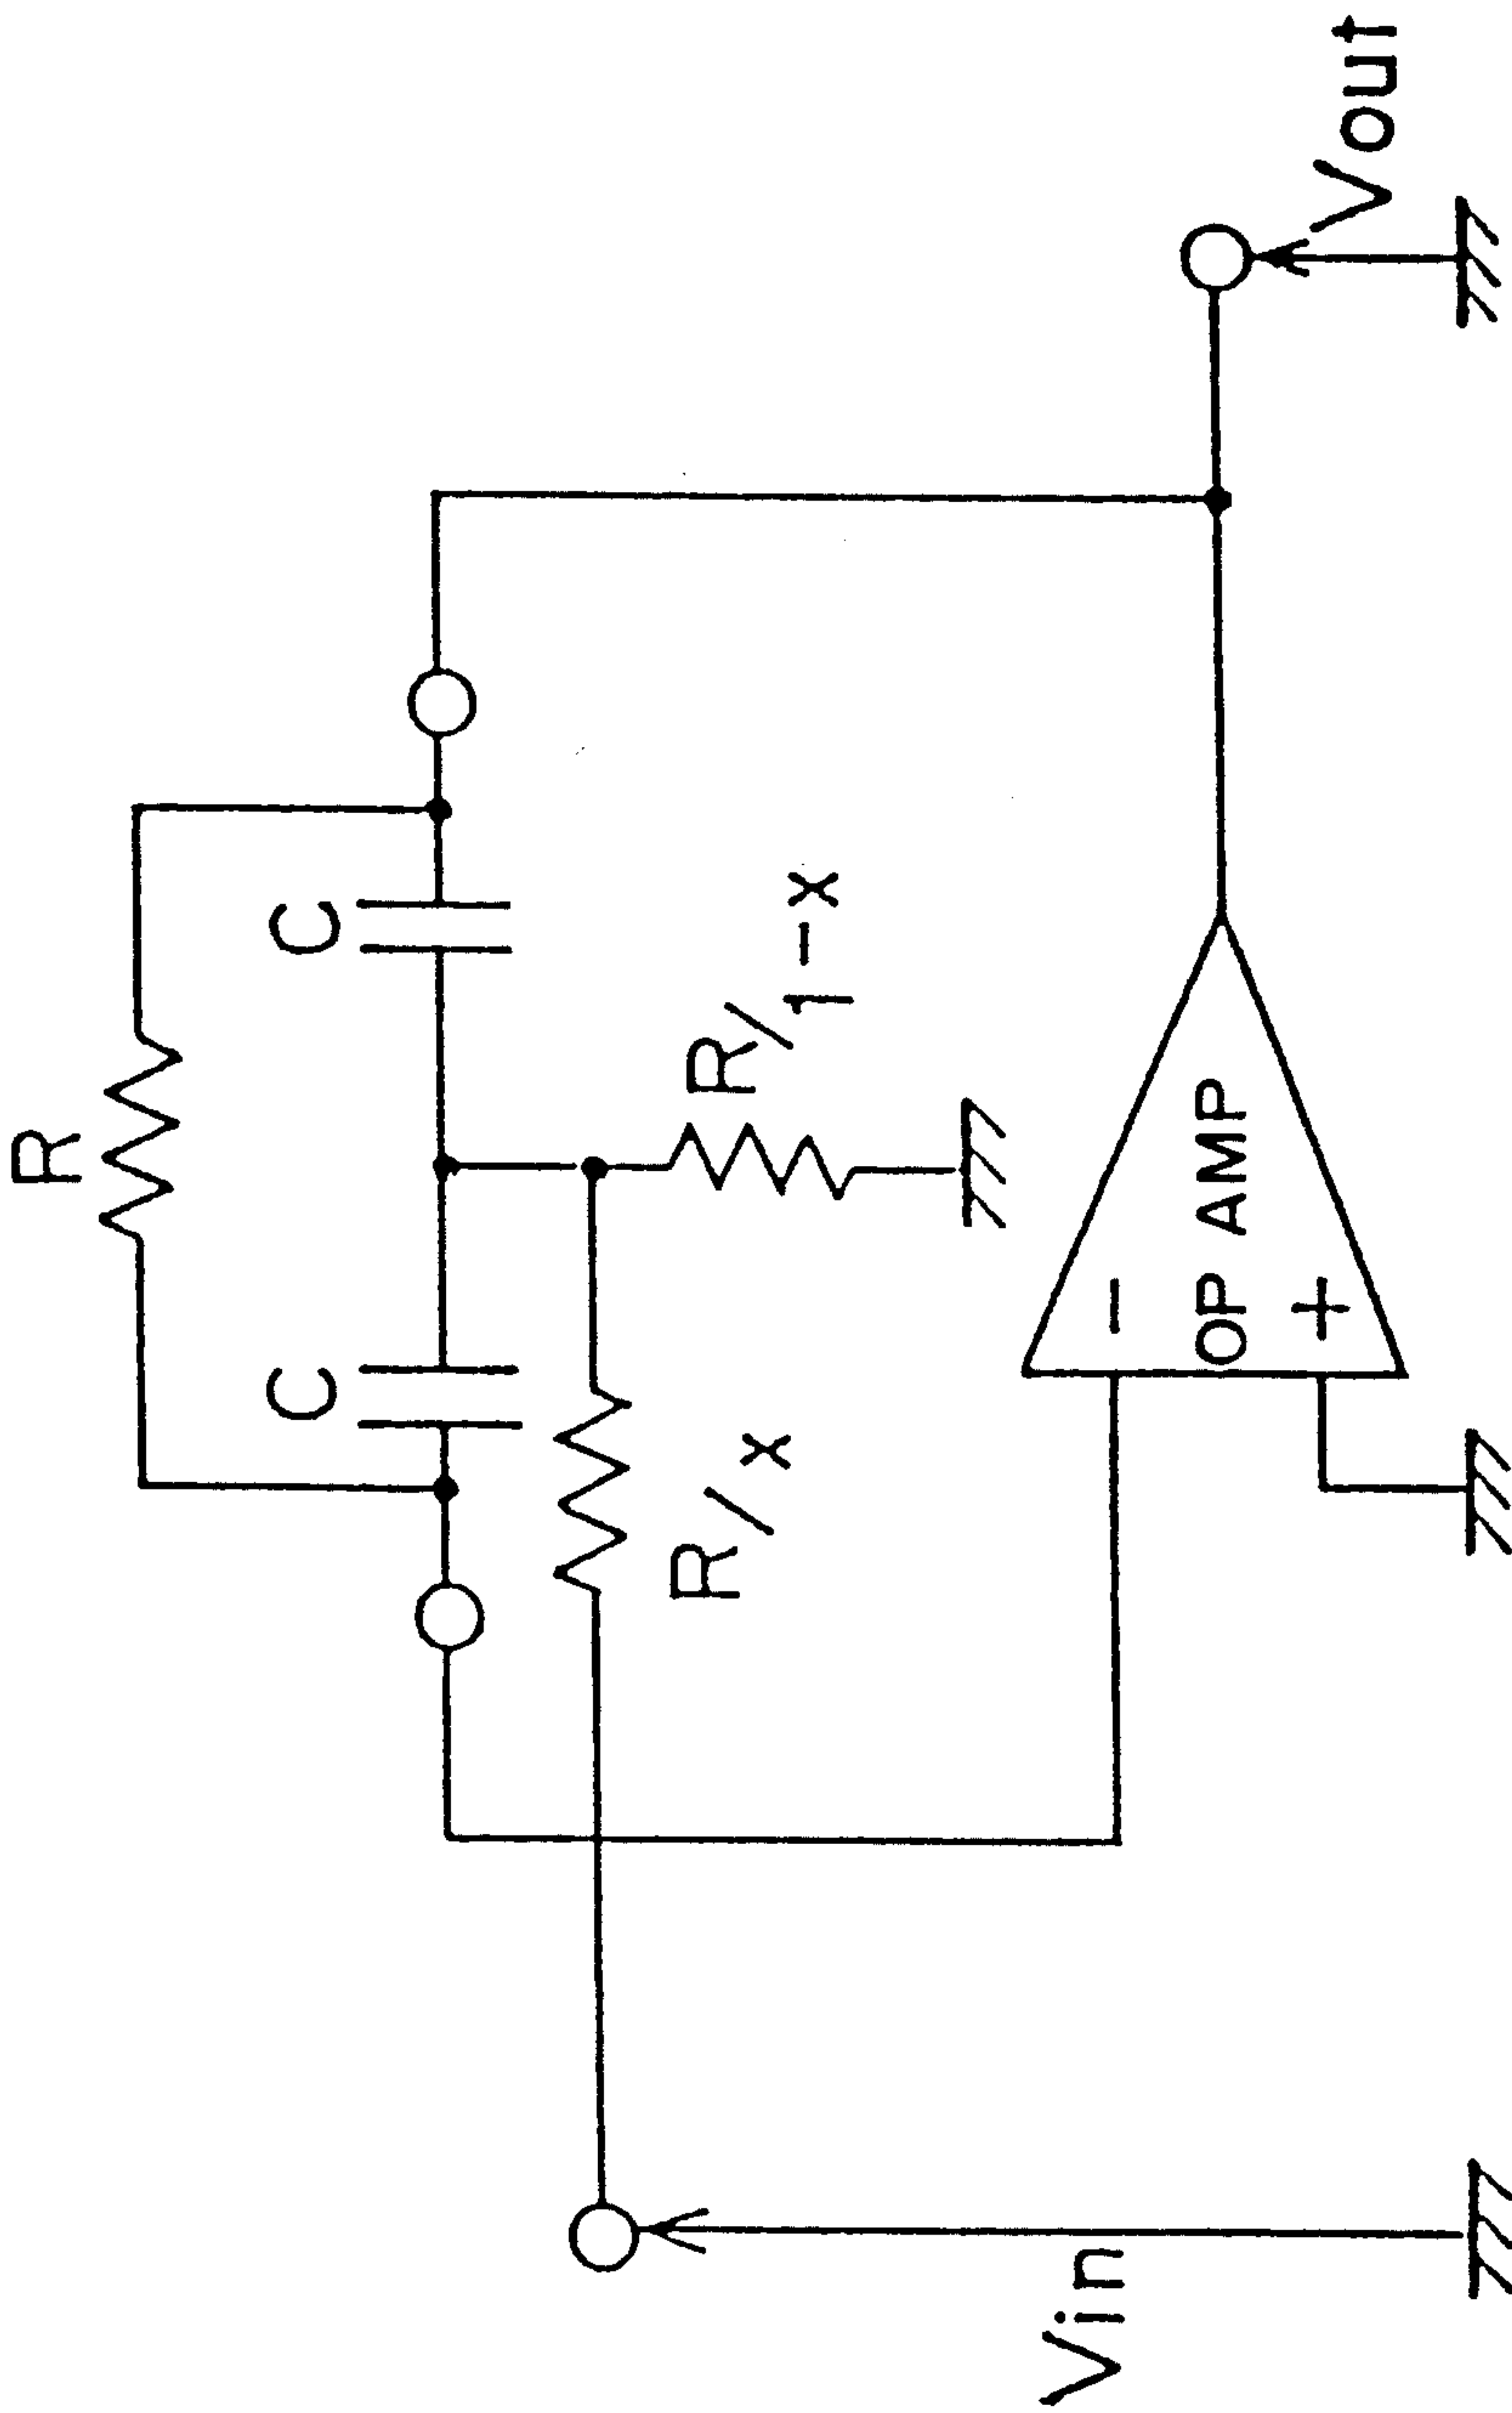 R
C
C
R/1-x
R/x
-
OP AMP
+
Vin
Vout